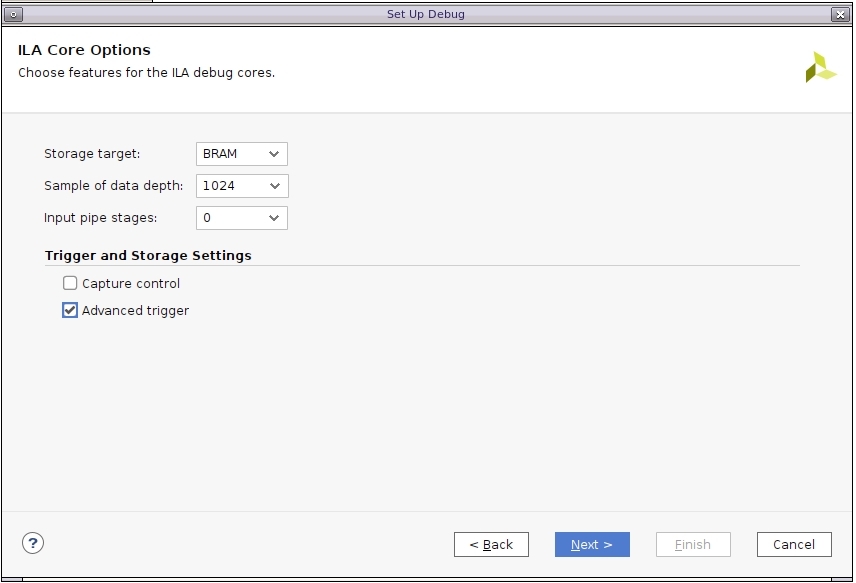 Set Up Debug
ILA Core Options
Choose features for the ILA debug cores.
Storage target: BRAM
Sample of data depth: 1024
Input pipe stages: 0
Trigger and Storage Settings
Capture control
Advanced trigger
? < Back Next > Finish Cancel